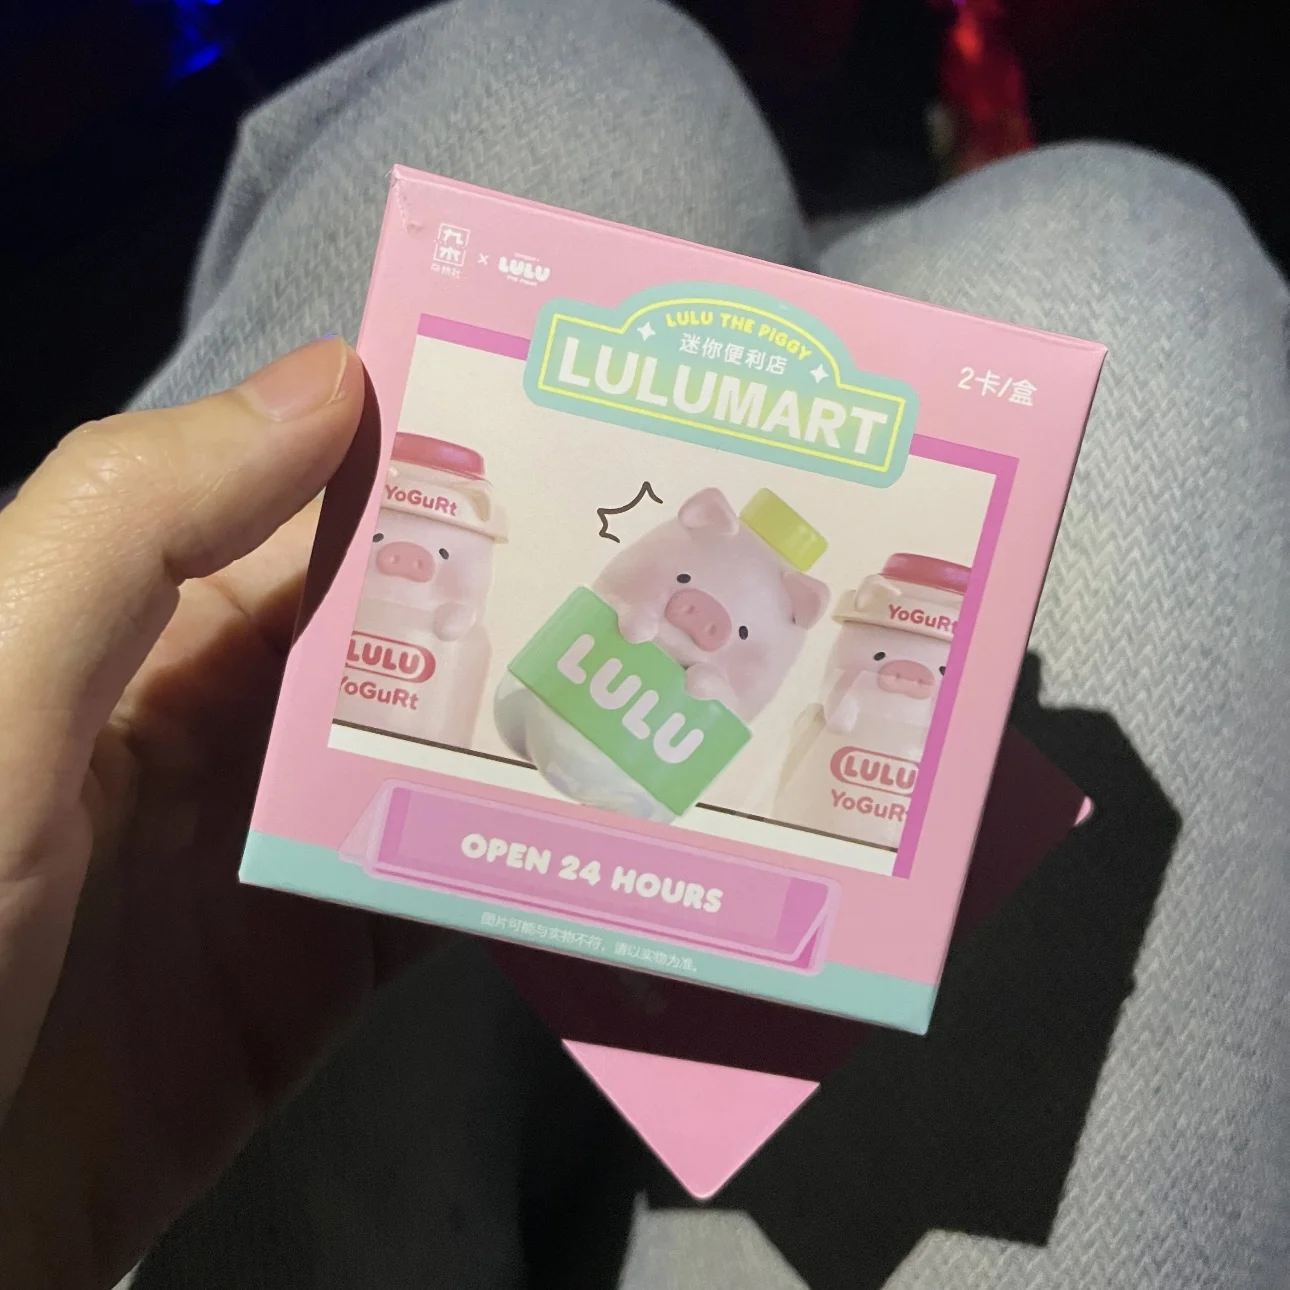 九木
杂物社
x
LULU
THE PIGGY
LULU THE PiGGY
迷你便利店
LULUMART
2卡/盒
YoGuRt
LULU
YoGuRt
LULU
YoGuRt
LULU
YoGuRt
OPEN 24 HOURS
图片可能与实物不符，请以实物为准。